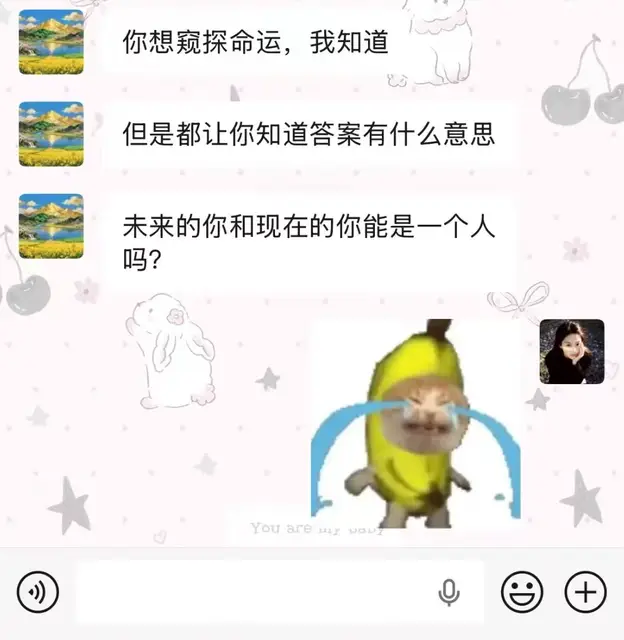 你想窥探命运，我知道
但是都让你知道答案有什么意思
未来的你和现在的你能是一个人
吗？
You are my baby